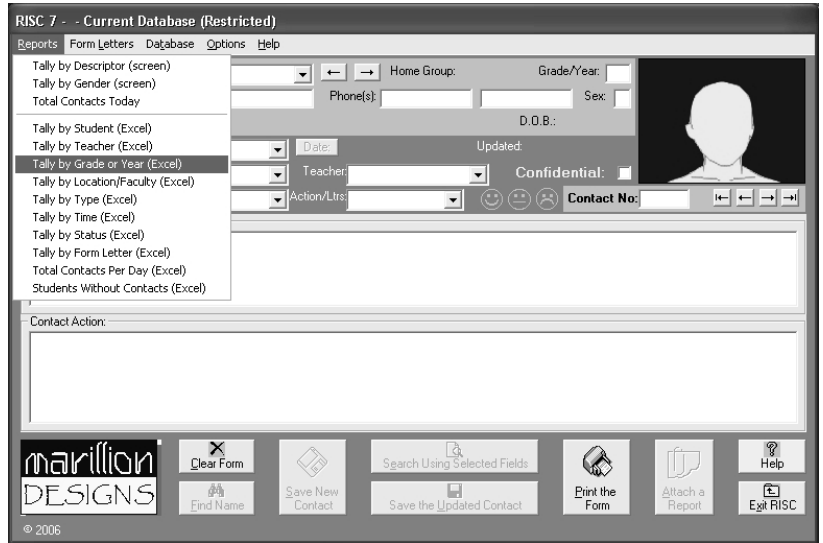 RISC 7 - - Current Database (Restricted)
Reports Form Letters Database Options Help
Tally by Descriptor (screen)
Tally by Gender (screen)
Total Contacts Today
Tally by Student (Excel)
Tally by Teacher (Excel)
Tally by Grade or Year (Excel)
Tally by Location/Faculty (Excel)
Tally by Type (Excel)
Tally by Time (Excel)
Tally by Status (Excel)
Tally by Form Letter (Excel)
Total Contacts Per Day (Excel)
Students Without Contacts (Excel)
Home Group: Grade/Year:
Phone(s): Sex:
D.O.B.:
Date: Updated:
Teacher: Confidential:
Action/Ltrs: Contact No:
Contact Action:
marillion
DESIGNS
© 2006
Clear Form
Find Name
Save New
Contact
Search Using Selected Fields
Save the Updated Contact
Print the
Form
Attach a
Report
Help
Exit RISC